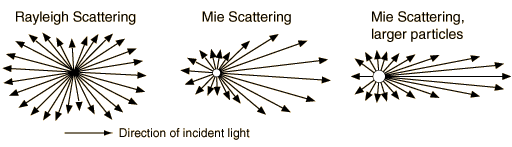 Rayleigh Scattering
Mie Scattering
Mie Scattering,
larger particles
Direction of incident light